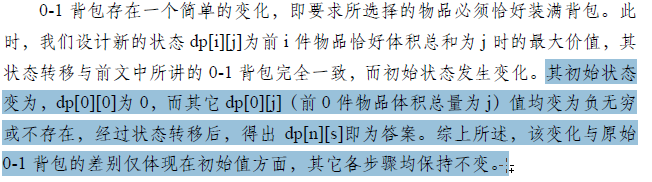 0-1 背包存在一个简单的变化，即要求所选择的物品必须恰好装满背包。此
时，我们设计新的状态 dp[i][j]为前 i 件物品恰好体积总和为 j 时的最大价值，其
状态转移与前文中所讲的 0-1 背包完全一致，而初始状态发生变化。其初始状态
变为，dp[0][0]为 0，而其它 dp[0][j]（前 0 件物品体积总量为 j）值均变为负无穷
或不存在，经过状态转移后，得出 dp[n][s]即为答案。综上所述，该变化与原始
0-1 背包的差别仅体现在初始值方面，其它各步骤均保持不变。